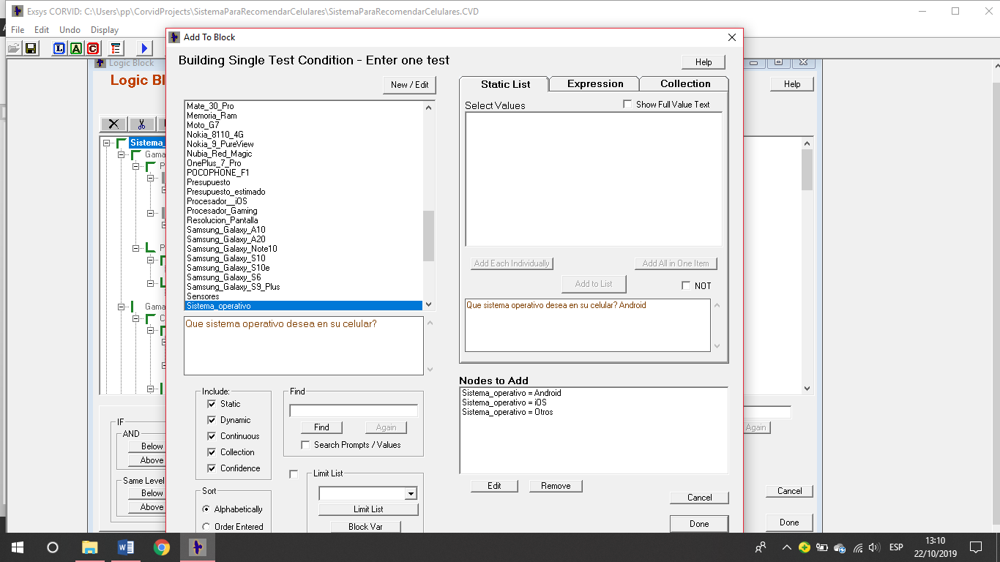 Exsys CORVID: C:\Users\pp\CorvidProjects\SistemaParaRecomendarCelulares\SistemaParaRecomendarCelulares.CVD
File Edit Undo Display
L A C
Logic Block
Logic Bl
Help
Sistema_
Gama
P
P
Gama
C
IF
AND
Below
Above
Same Level
Below
Above
Again
Cancel
Done
Add To Block
Building Single Test Condition - Enter one test
Help
New / Edit
Mate_30_Pro
Memoria_Ram
Moto_G7
Nokia_8110_4G
Nokia_9_PureView
Nubia_Red_Magic
OnePlus_7_Pro
POCOPHONE_F1
Presupuesto
Presupuesto_estimado
Procesador__iOS
Procesador_Gaming
Resolucion_Pantalla
Samsung_Galaxy_A10
Samsung_Galaxy_A20
Samsung_Galaxy_Note10
Samsung_Galaxy_S10
Samsung_Galaxy_S10e
Samsung_Galaxy_S6
Samsung_Galaxy_S9_Plus
Sensores
Sistema_operativo
Que sistema operativo desea en su celular?
Include:
Static
Dynamic
Continuous
Collection
Confidence
Sort
Alphabetically
Order Entered
Find
Find
Again
Search Prompts / Values
Limit List
Limit List
Block Var
Static List Expression Collection
Select Values
Show Full Value Text
Add Each Individually
Add All in One Item
Add to List
NOT
Que sistema operativo desea en su celular? Android
Nodes to Add
Sistema_operativo = Android
Sistema_operativo = iOS
Sistema_operativo = Otros
Edit
Remove
Cancel
Done
ESP
13:10
22/10/2019